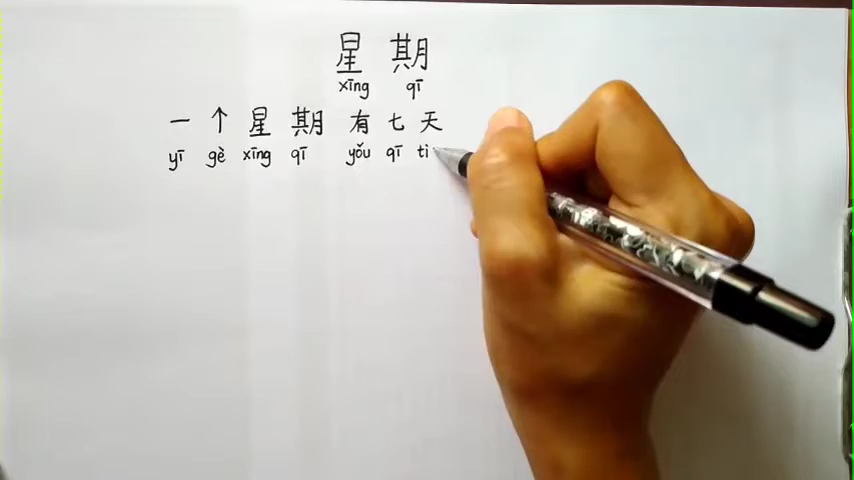 星 期
xīng qī
一 个 星 期 有 七 天
yī gè xīng qī yǒu qī ti